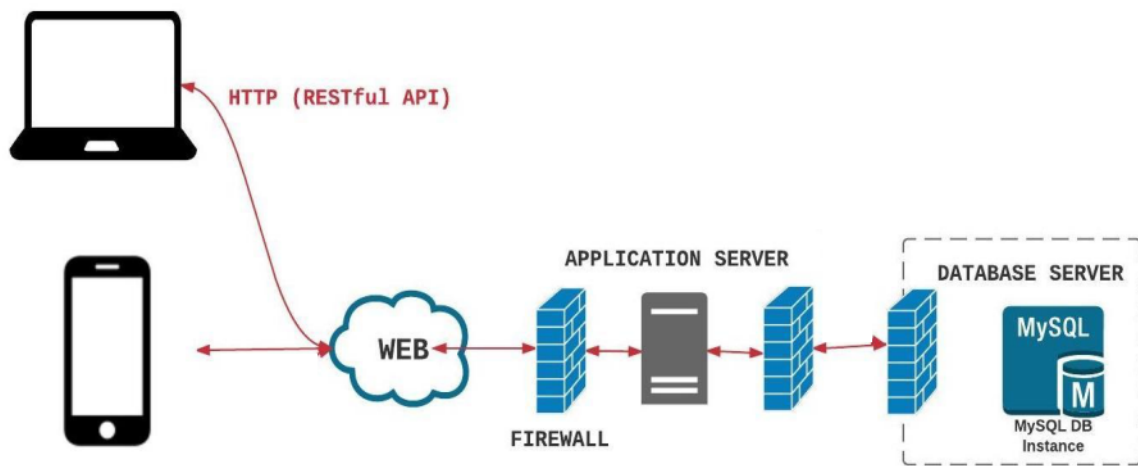 HTTP (RESTful API)
APPLICATION SERVER
DATABASE SERVER
WEB
MySQL
M
FIREWALL
MySQL DB
Instance